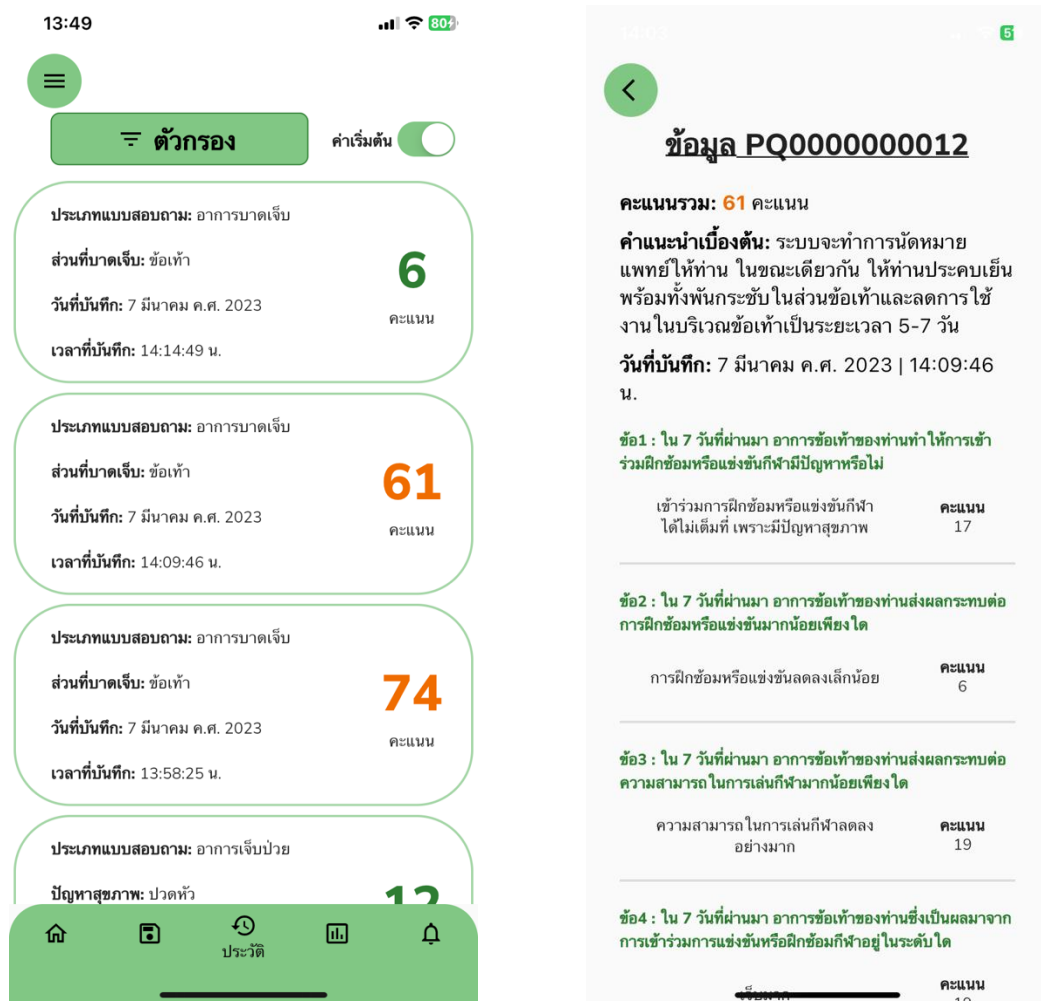 13:49
80
ตัวกรอง
ค่าเริ่มต้น
ประเภทแบบสอบถาม: อาการบาดเจ็บ
ส่วนที่บาดเจ็บ: ข้อเท้า
วันที่บันทึก: 7 มีนาคม ค.ศ. 2023
เวลาที่บันทึก: 14:14:49 น.
6
คะแนน
ประเภทแบบสอบถาม: อาการบาดเจ็บ
ส่วนที่บาดเจ็บ: ข้อเท้า
วันที่บันทึก: 7 มีนาคม ค.ศ. 2023
เวลาที่บันทึก: 14:09:46 น.
61
คะแนน
ประเภทแบบสอบถาม: อาการบาดเจ็บ
ส่วนที่บาดเจ็บ: ข้อเท้า
วันที่บันทึก: 7 มีนาคม ค.ศ. 2023
เวลาที่บันทึก: 13:58:25 น.
74
คะแนน
ประเภทแบบสอบถาม: อาการเจ็บป่วย
ปัญหาสุขภาพ: ปวดหัว
12
ประวัติ
14:03
ข้อมูล PQ0000000012
คะแนนรวม: 61 คะแนน
คำแนะนำเบื้องต้น: ระบบจะทำการนัดหมาย
แพทย์ให้ท่าน ในขณะเดียวกัน ให้ท่านประคบเย็น
พร้อมทั้งพันกระชับในส่วนข้อเท้าและลดการใช้
งานในบริเวณข้อเท้าเป็นระยะเวลา 5-7 วัน
วันที่บันทึก: 7 มีนาคม ค.ศ. 2023 | 14:09:46
น.
ข้อ1 : ใน 7 วันที่ผ่านมา อาการข้อเท้าของท่านทำให้การเข้า
ร่วมฝึกซ้อมหรือแข่งขันกีฬามีปัญหาหรือไม่
เข้าร่วมการฝึกซ้อมหรือแข่งขันกีฬา
ได้ไม่เต็มที่ เพราะมีปัญหาสุขภาพ
คะแนน
17
ข้อ2 : ใน 7 วันที่ผ่านมา อาการข้อเท้าของท่านส่งผลกระทบต่อ
การฝึกซ้อมหรือแข่งขันมากน้อยเพียงใด
การฝึกซ้อมหรือแข่งขันลดลงเล็กน้อย
คะแนน
6
ข้อ3 : ใน 7 วันที่ผ่านมา อาการข้อเท้าของท่านส่งผลกระทบต่อ
ความสามารถในการเล่นกีฬามากน้อยเพียงใด
ความสามารถในการเล่นกีฬาลดลง
อย่างมาก
คะแนน
19
ข้อ4 : ใน 7 วันที่ผ่านมา อาการข้อเท้าของท่านซึ่งเป็นผลมาจาก
การเข้าร่วมการแข่งขันหรือฝึกซ้อมกีฬาอยู่ในระดับใด
เจ็บมาก
คะแนน